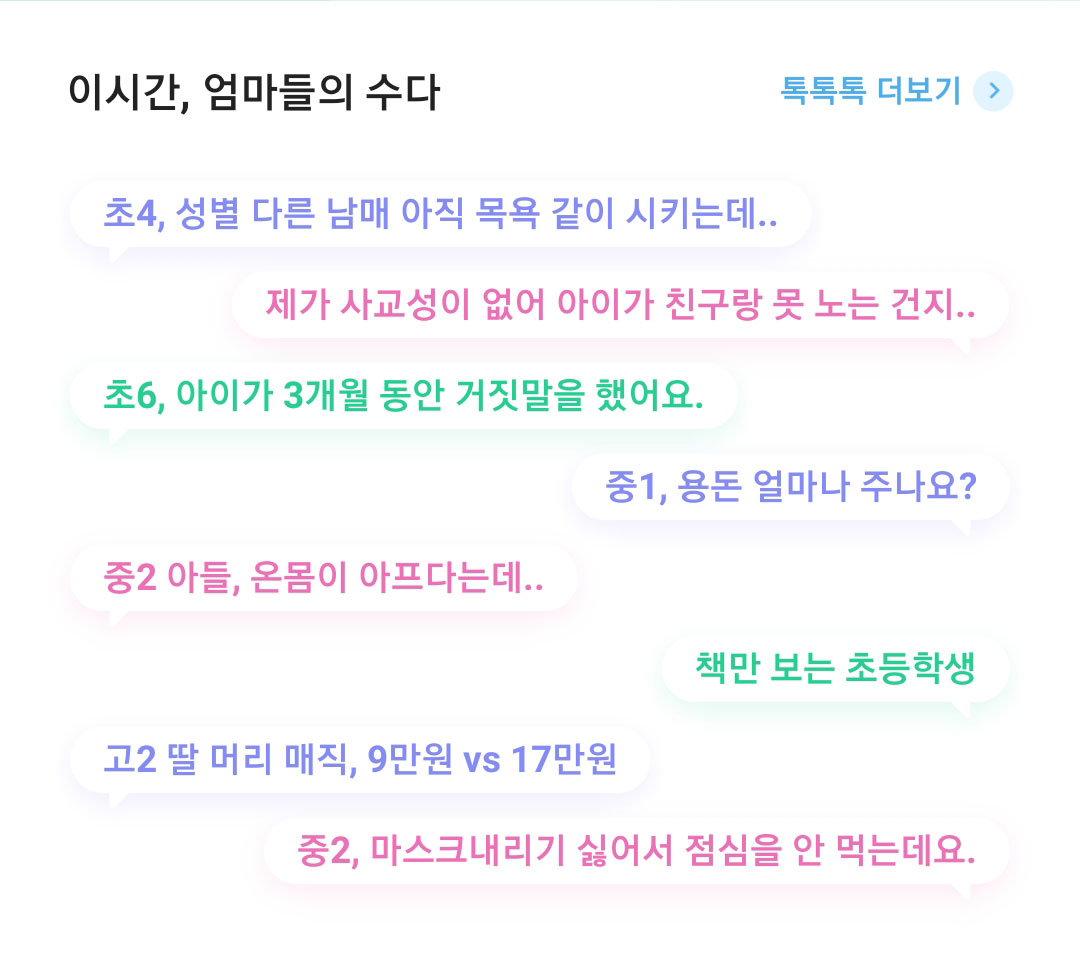 이시간, 엄마들의 수다
톡톡톡 더보기
초4, 성별 다른 남매 아직 목욕 같이 시키는데..
제가 사교성이 없어 아이가 친구랑 못 노는 건지..
초6, 아이가 3개월 동안 거짓말을 했어요.
중1, 용돈 얼마나 주나요?
중2 아들, 온몸이 아프다는데..
책만 보는 초등학생
고2 딸 머리 매직, 9만원 vs 17만원
중2, 마스크내리기 싫어서 점심을 안 먹는데요.